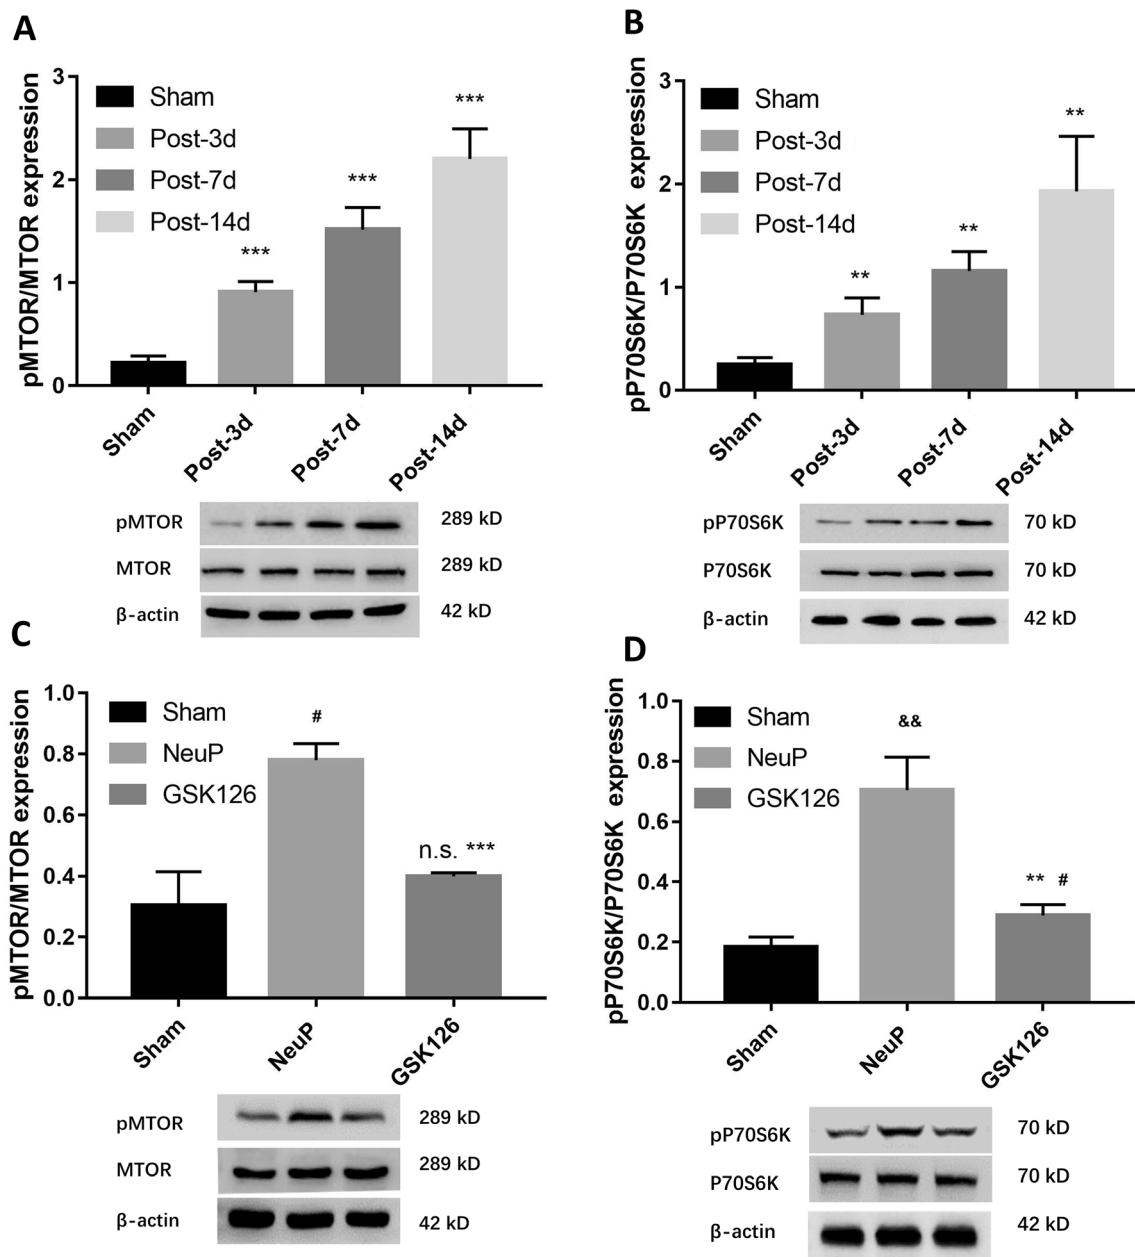 A
pMTOR/MTOR expression
3
2
1
0
Sham
Post-3d
Post-7d
Post-14d
***
***
***
Sham
Post-3d
Post-7d
Post-14d
pMTOR 289 kD
MTOR 289 kD
β-actin 42 kD
B
pP70S6K/P70S6K expression
3
2
1
0
Sham
Post-3d
Post-7d
Post-14d
**
**
**
Sham
Post-3d
Post-7d
Post-14d
pP70S6K 70 kD
P70S6K 70 kD
β-actin 42 kD
C
pMTOR/MTOR expression
1.0
0.8
0.6
0.4
0.2
0.0
Sham
NeuP
GSK126
#
n.s. ***
Sham
NeuP
GSK126
pMTOR 289 kD
MTOR 289 kD
β-actin 42 kD
D
pP70S6K/P70S6K expression
1.0
0.8
0.6
0.4
0.2
0.0
Sham
NeuP
GSK126
&&
** #
Sham
NeuP
GSK126
pP70S6K 70 kD
P70S6K 70 kD
β-actin 42 kD